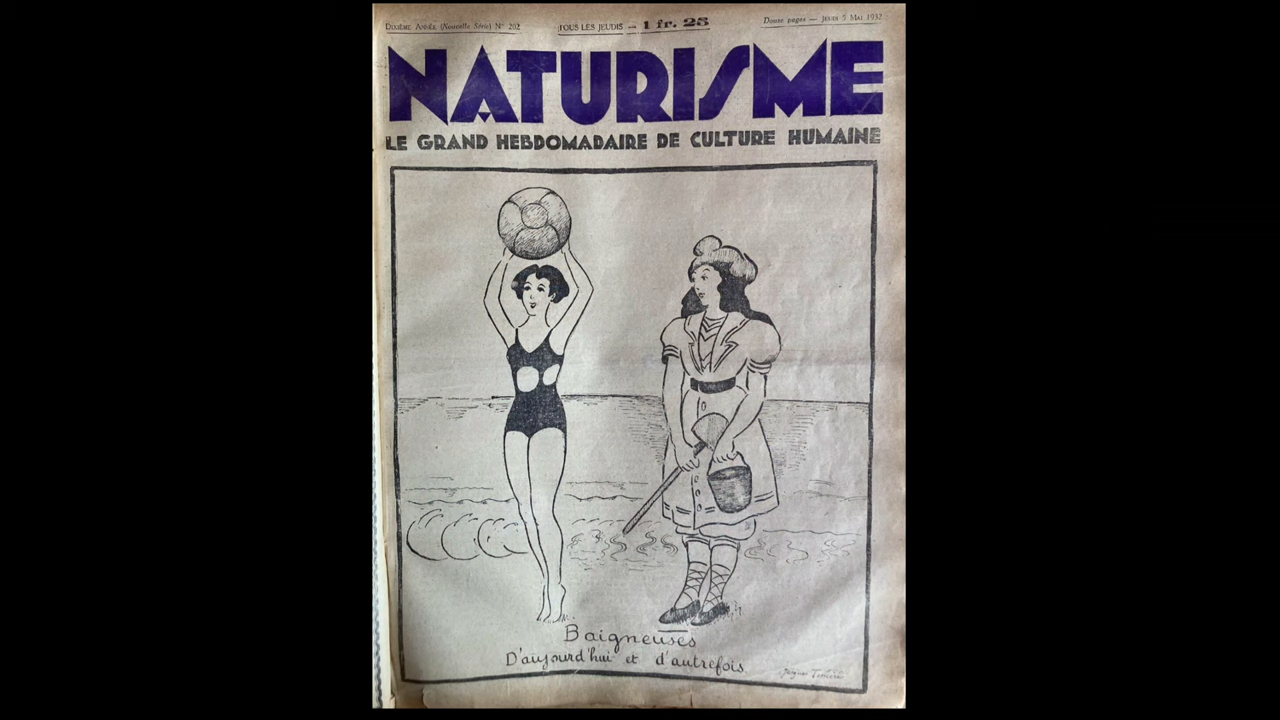 DIXIÈME ANNÉE (Nouvelle Série) N° 202
TOUS LES JEUDIS — 1 fr. 25
Douze pages — JEUDI 5 MAI 1932
NATURISME
LE GRAND HEBDOMADAIRE DE CULTURE HUMAINE
Baigneuses
D'aujourd'hui et d'autrefois
Jacques